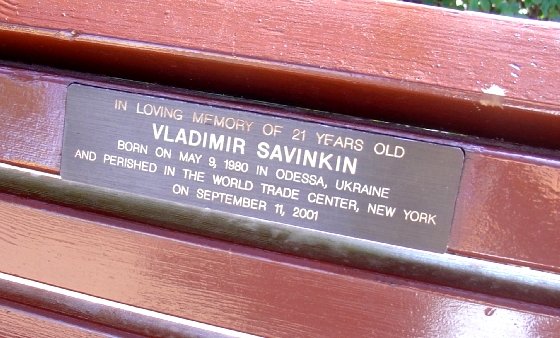 IN LOVING MEMORY OF 21 YEARS OLD
VLADIMIR SAVINKIN
BORN ON MAY 9, 1980 IN ODESSA, UKRAINE
AND PERISHED IN THE WORLD TRADE CENTER, NEW YORK
ON SEPTEMBER 11, 2001